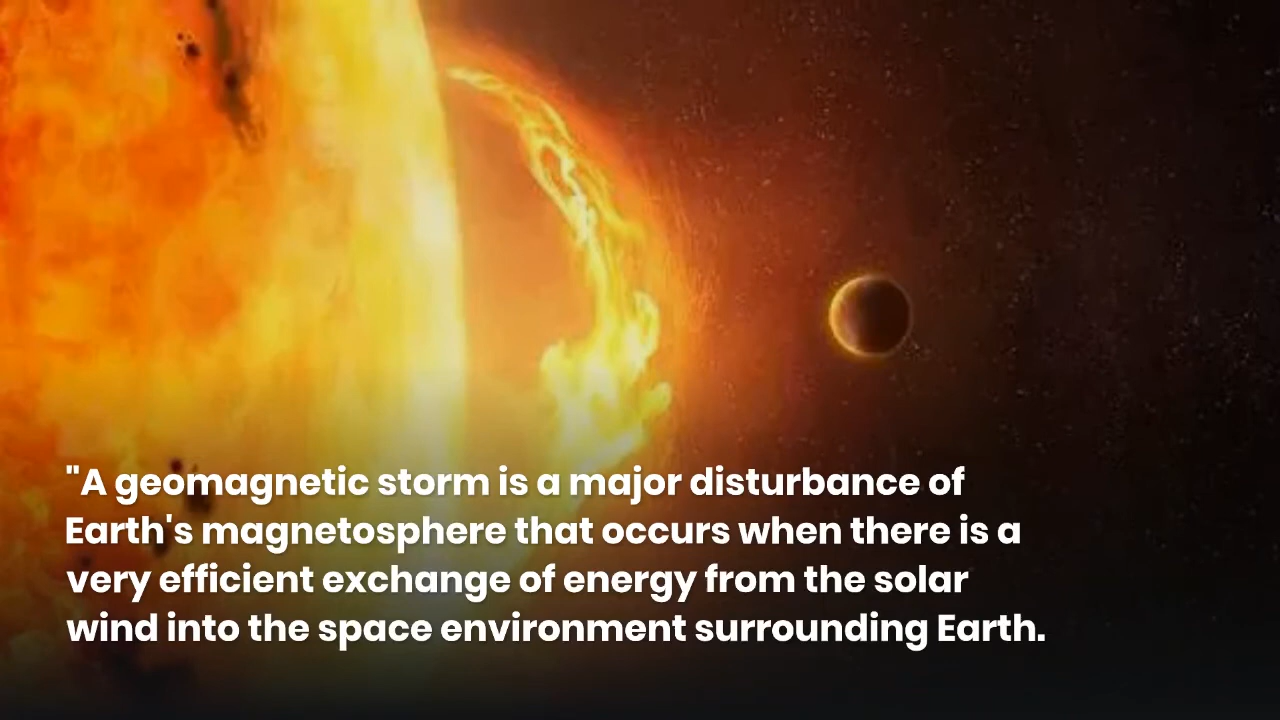 "A geomagnetic storm is a major disturbance of
Earth's magnetosphere that occurs when there is a
very efficient exchange of energy from the solar
wind into the space environment surrounding Earth.